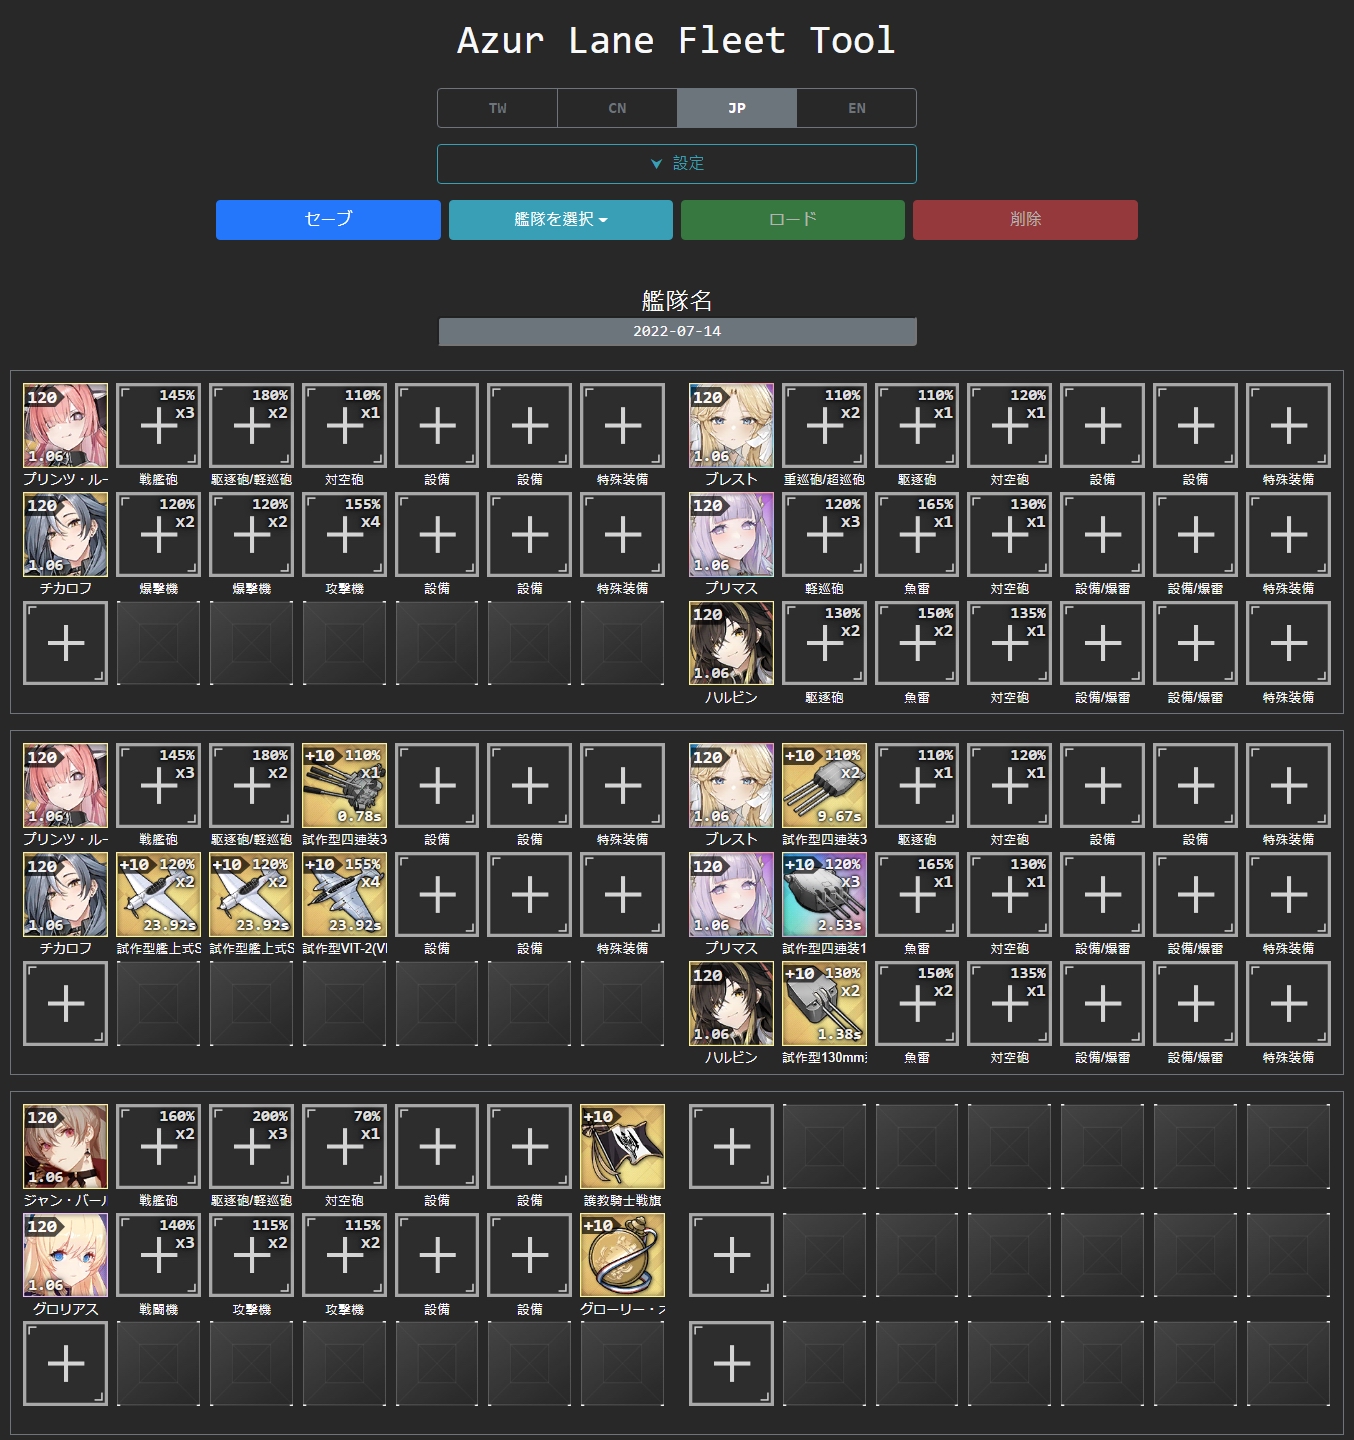 Azur Lane Fleet Tool
TW CN JP EN
設定
セーブ 艦隊を選択 ロード 削除
艦隊名
2022-07-14
120 145% 180% 110%
x3 x2 x1
1.06
プリンツ・ルー 戦艦砲 駆逐砲/軽巡砲 対空砲 設備 設備 特殊装備
120 120% 120% 155%
x2 x2 x4
1.06
チカロフ 爆撃機 爆撃機 攻撃機 設備 設備 特殊装備
120 110% 110% 120%
x2 x1 x1
1.06
ブレスト 重巡砲/超巡砲 駆逐砲 対空砲 設備 設備 特殊装備
120 120% 165% 130%
x3 x1 x1
1.06
プリマス 軽巡砲 魚雷 対空砲 設備/爆雷 設備/爆雷 特殊装備
120 130% 150% 135%
x2 x2 x1
1.06
ハルビン 駆逐砲 魚雷 対空砲 設備/爆雷 設備/爆雷 特殊装備
120 145% 180% +10 110%
x3 x2 x1
1.06 0.78s
プリンツ・ルー 戦艦砲 駆逐砲/軽巡砲 試作型四連装3 設備 設備 特殊装備
120 +10 120% +10 120% +10 155%
x2 x2 x4
1.06 23.92s 23.92s 23.92s
チカロフ 試作型艦上式S 試作型艦上式S 試作型VIT-2(VI 設備 設備 特殊装備
120 +10 110% 110% 120%
x2 x1 x1
1.06 9.67s
ブレスト 試作型四連装3 駆逐砲 対空砲 設備 設備 特殊装備
120 +10 120% 165% 130%
x3 x1 x1
1.06 2.53s
プリマス 試作型四連装1 魚雷 対空砲 設備/爆雷 設備/爆雷 特殊装備
120 +10 130% 150% 135%
x2 x2 x1
1.06 1.38s
ハルビン 試作型130mm 魚雷 対空砲 設備/爆雷 設備/爆雷 特殊装備
120 160% 200% 70% +10
x2 x3 x1
1.06
ジャン・バール 戦艦砲 駆逐砲/軽巡砲 対空砲 設備 設備 護教騎士戦旗
120 140% 115% 115% +10
x3 x2 x2
1.06
グロリアス 戦闘機 攻撃機 攻撃機 設備 設備 グローリー・